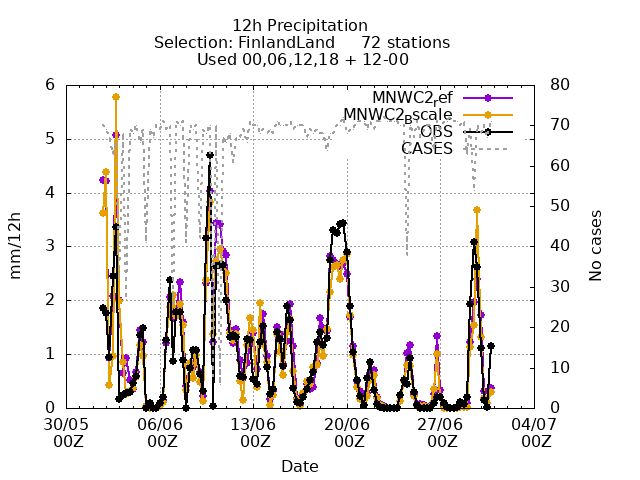 12h Precipitation
Selection: FinlandLand 72 stations
Used 00,06,12,18 + 12-00
MNWC2ref
MNWC2Bscale
OBS
CASES
6
5
4
3
2
1
0
80
70
60
50
40
30
20
10
0
mm/12h
No cases
30/05 06/06 13/06 20/06 27/06 04/07
00Z 00Z 00Z 00Z 00Z 00Z
Date